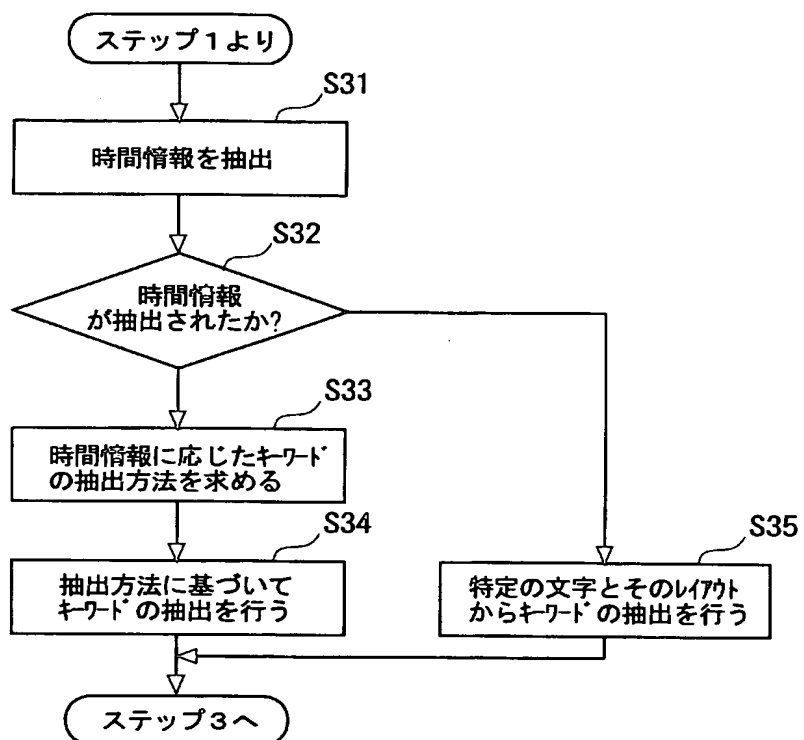 ステップ1より
S31
時間情報を抽出
S32
時間情報
が抽出されたか?
S33
時間情報に応じたｷｰﾜｰﾄﾞ
の抽出方法を求める
S34
抽出方法に基づいて
ｷｰﾜｰﾄﾞの抽出を行う
S35
特定の文字とそのﾚｲｱｳﾄ
からｷｰﾜｰﾄﾞの抽出を行う
ステップ3へ